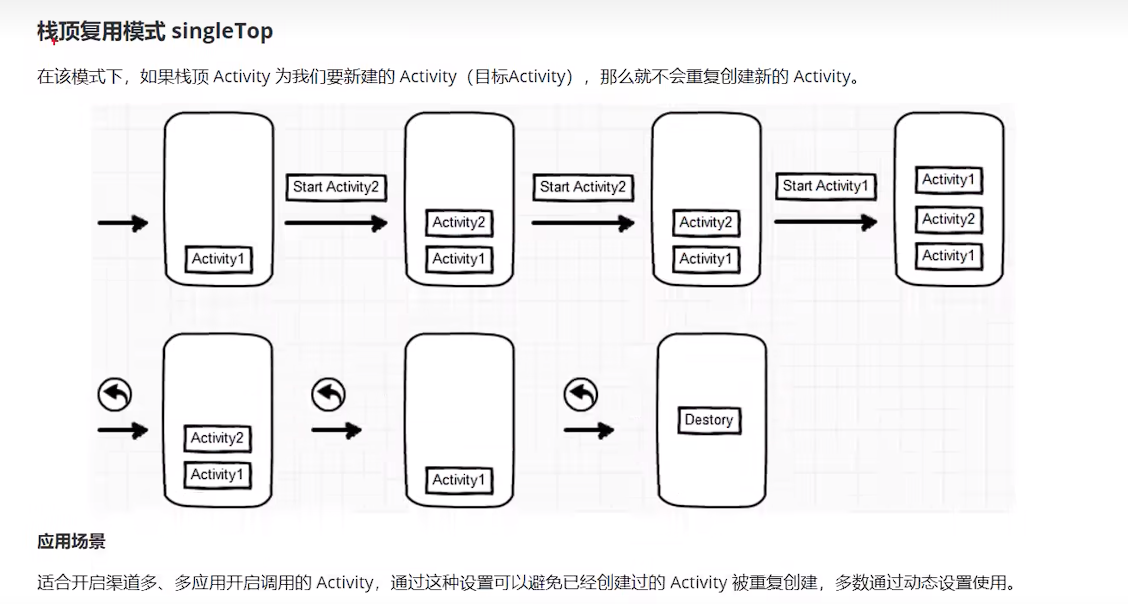 栈顶复用模式 singleTop
在该模式下，如果栈顶 Activity 为我们要新建的 Activity（目标Activity），那么就不会重复创建新的 Activity。
Activity1
Start Activity2
Activity2
Activity1
Start Activity2
Activity2
Activity1
Start Activity1
Activity1
Activity2
Activity1
Activity2
Activity1
Activity1
Destory
应用场景
适合开启渠道多、多应用开启调用的 Activity，通过这种设置可以避免已经创建过的 Activity 被重复创建，多数通过动态设置使用。